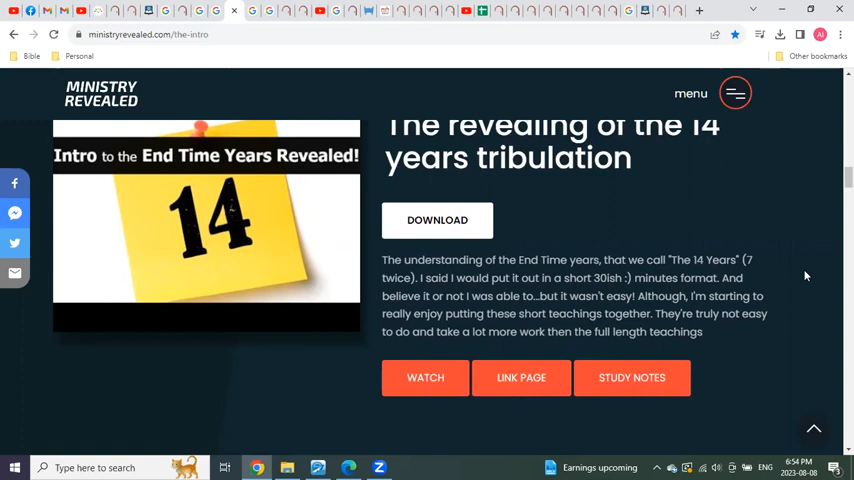 ministryrevealed.com/the-intro
Bible
Personal
Other bookmarks
MINISTRY
REVEALED
menu
The revealing of the 14
years tribulation
Intro to the End Time Years Revealed!
14
DOWNLOAD
The understanding of the End Time years, that we call "The 14 Years" (7
twice). I said I would put it out in a short 30ish :) minutes format. And
believe it or not I was able to...but it wasn't easy! Although, I'm starting to
really enjoy putting these short teachings together. They're truly not easy
to do and take a lot more work then the full length teachings
WATCH
LINK PAGE
STUDY NOTES
Type here to search
Earnings upcoming
ENG
6:54 PM
2023-08-08